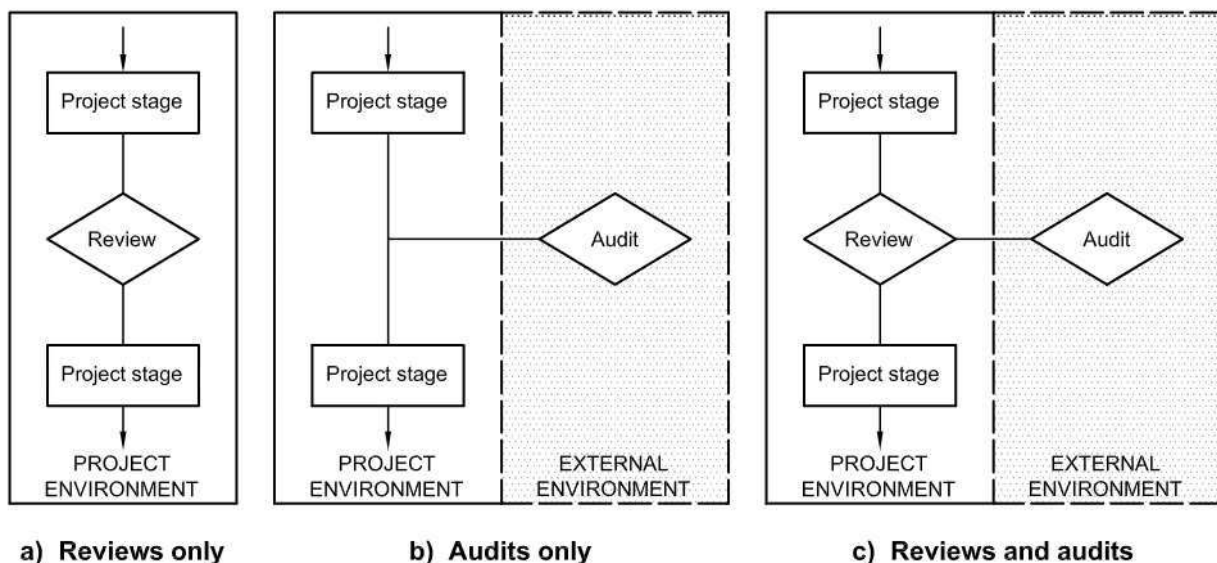 Project stage
Review
Project stage
PROJECT
ENVIRONMENT
a) Reviews only
Project stage
Audit
Project stage
PROJECT
ENVIRONMENT
EXTERNAL
ENVIRONMENT
b) Audits only
Project stage
Review
Audit
Project stage
PROJECT
ENVIRONMENT
EXTERNAL
ENVIRONMENT
c) Reviews and audits